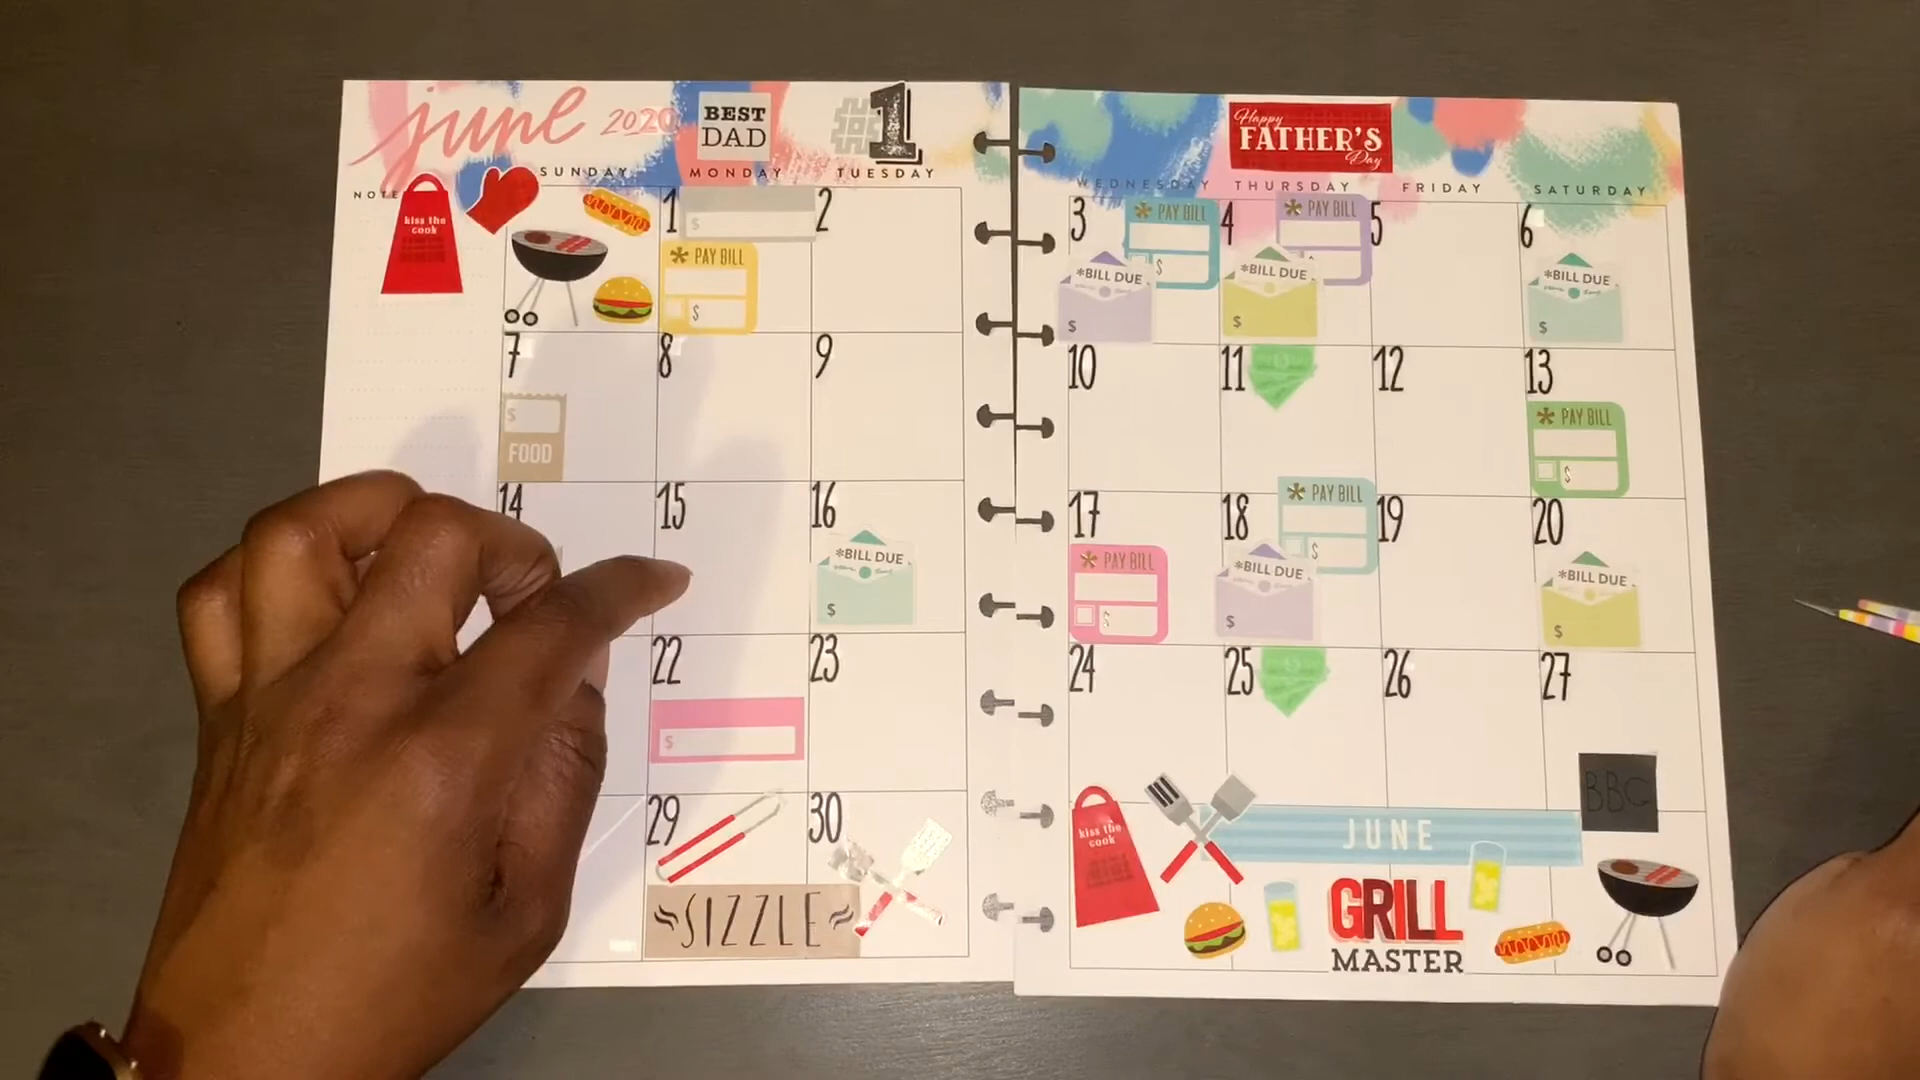 june 2020
BEST
DAD
#1
Happy
FATHER'S
Day
SUNDAY MONDAY TUESDAY
WEDNESDAY THURSDAY FRIDAY SATURDAY
NOTE
kiss the
cook
1 $ 2
* PAY BILL
$
3 * PAY BILL $
4 * PAY BILL
5 6
*BILL DUE
$
*BILL DUE
$
*BILL DUE
$
7 8 9
$
FOOD
10 11 12 13
* PAY BILL
$
14 15 16
*BILL DUE
$
17 18 19 20
* PAY BILL
$
* PAY BILL
$
*BILL DUE
$
*BILL DUE
$
22 23
$
24 25 26 27
29 30
~SIZZLE~
BBQ
kiss the
cook
JUNE
GRILL
MASTER